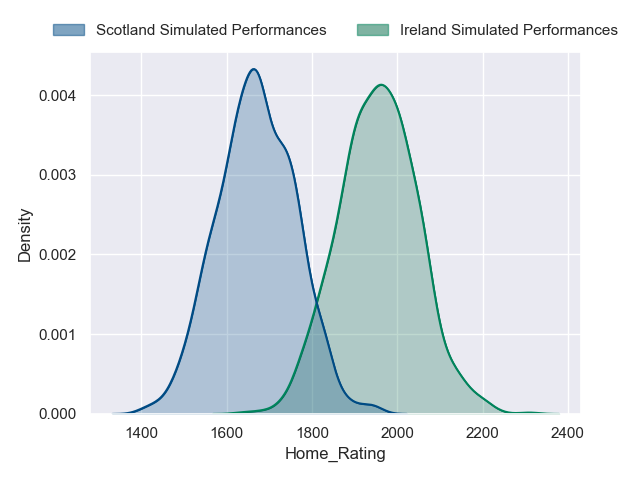 Scotland Simulated Performances Ireland Simulated Performances
0.004
0.003
0.002
0.001
0.000
Density
1400 1600 1800 2000 2200 2400
Home_Rating